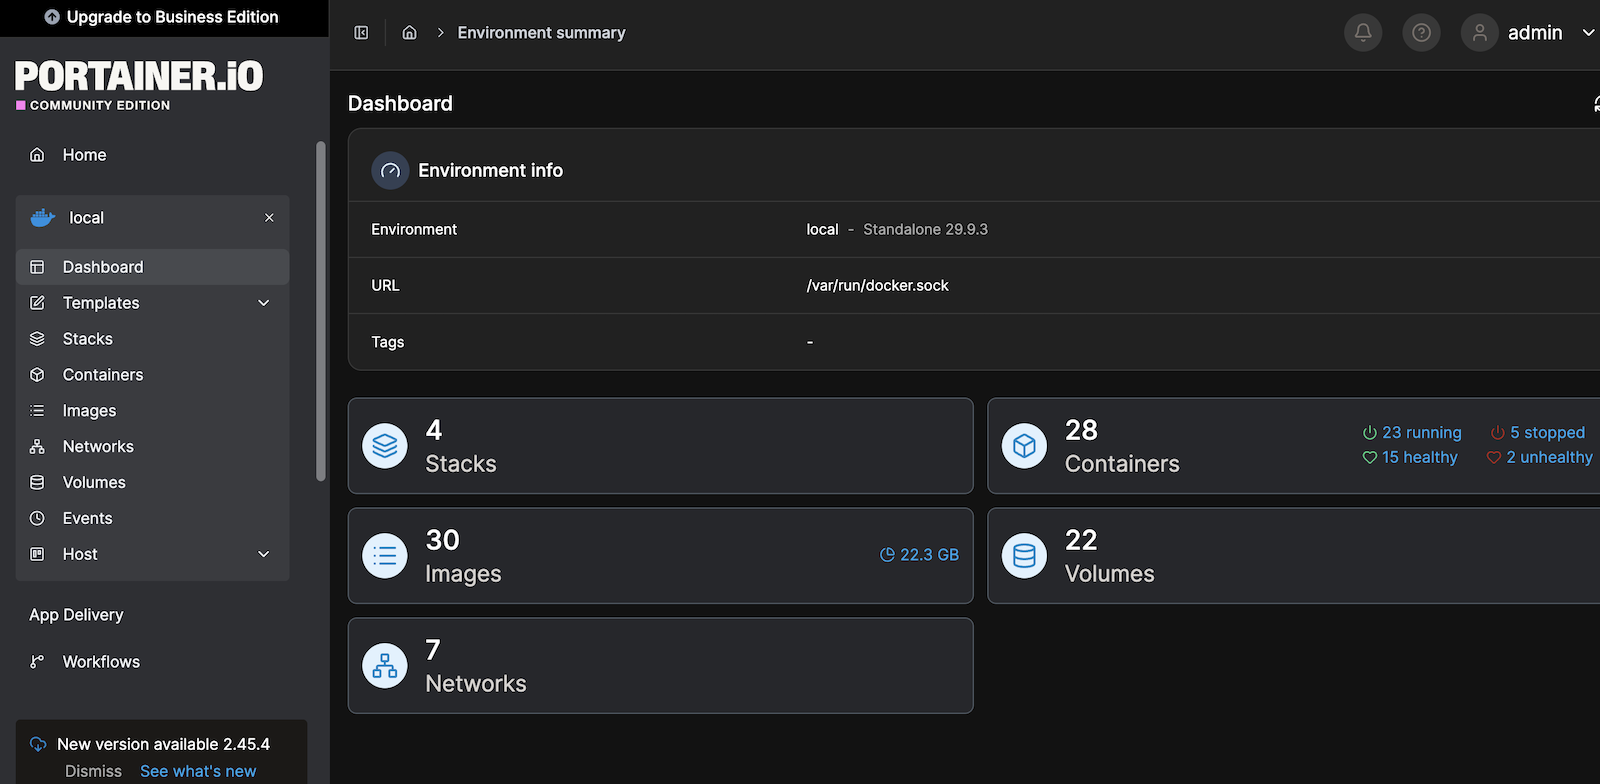 Upgrade to Business Edition
PORTAINER.iO
COMMUNITY EDITION
Home
local
Dashboard
Templates
Stacks
Containers
Images
Networks
Volumes
Events
Host
App Delivery
Workflows
New version available 2.45.4
Dismiss See what's new
Environment summary
admin
Dashboard
Environment info
Environment local - Standalone 29.9.3
URL /var/run/docker.sock
Tags -
4
Stacks
28
Containers
23 running 5 stopped
15 healthy 2 unhealthy
30
Images
22.3 GB
22
Volumes
7
Networks